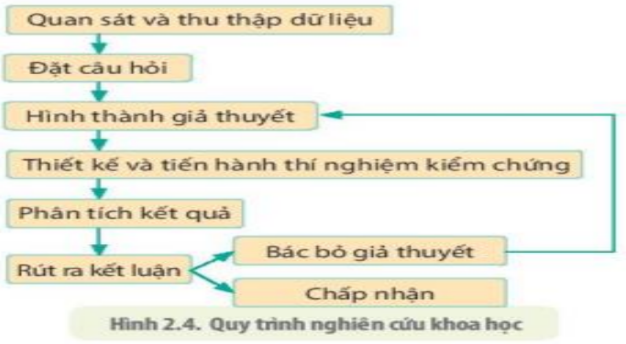 Quan sát và thu thập dữ liệu
Đặt câu hỏi
Hình thành giả thuyết
Thiết kế và tiến hành thí nghiệm kiểm chứng
Phân tích kết quả
Rút ra kết luận
Bác bỏ giả thuyết
Chấp nhận
Hình 2.4. Quy trình nghiên cứu khoa học